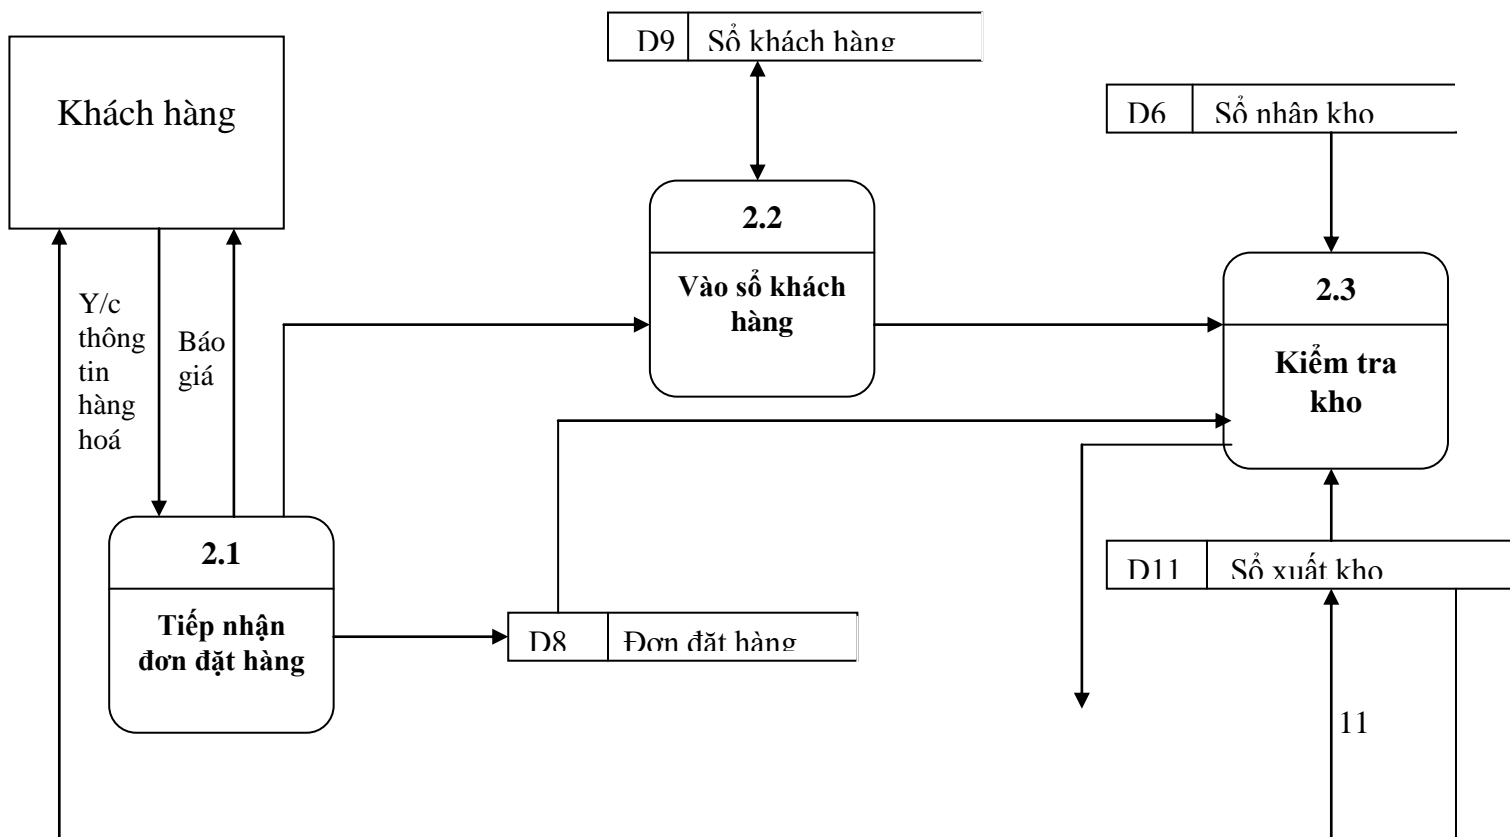 D9 Sổ khách hàng
Khách hàng
D6 Sổ nhập kho
2.2
Vào sổ khách
hàng
2.3
Kiểm tra
kho
Y/c
thông
tin
hàng
hoá
Báo
giá
2.1
Tiếp nhận
đơn đặt hàng
D8 Đơn đặt hàng
D11 Sổ xuất kho
11